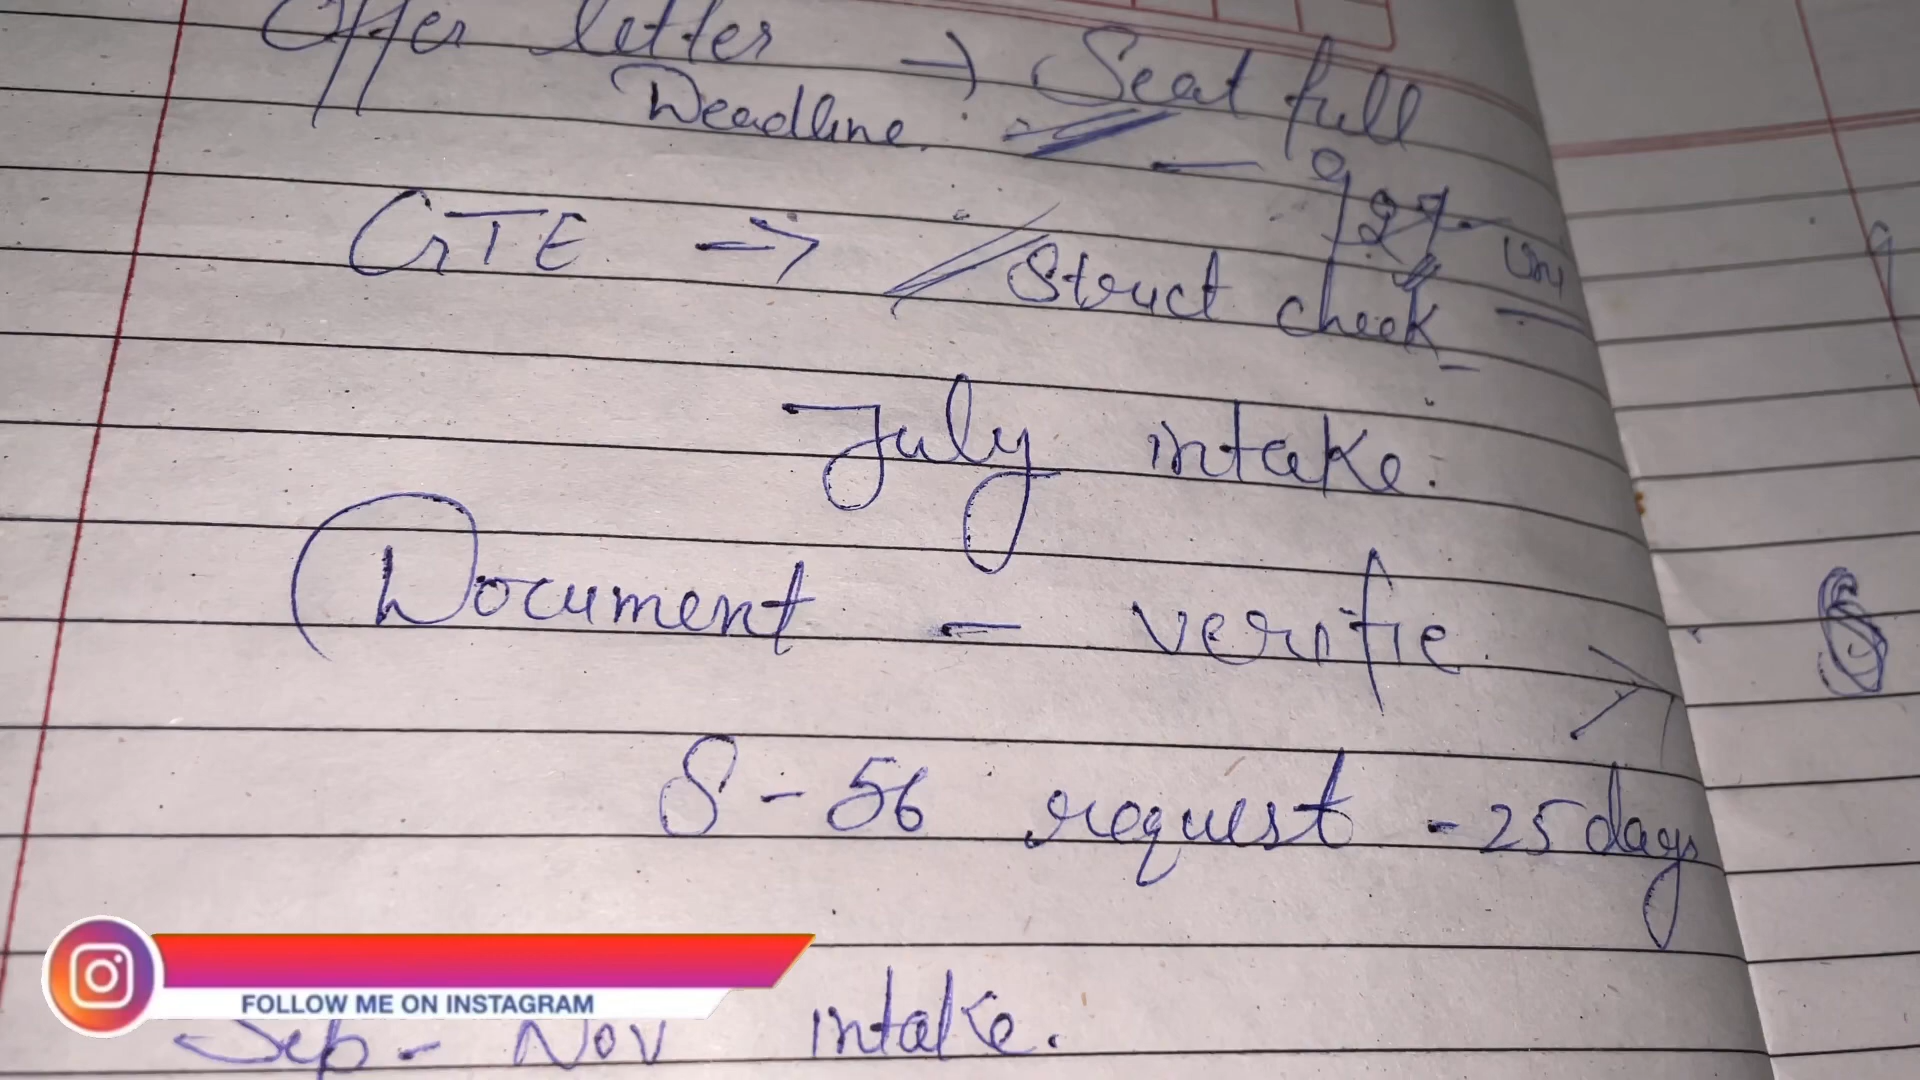 Offer letter → Seat full
Deadline.
GTE → Struct check
July intake.
Document - verifie
S-56 request - 25 days
FOLLOW ME ON INSTAGRAM
Sep - Nov intake.